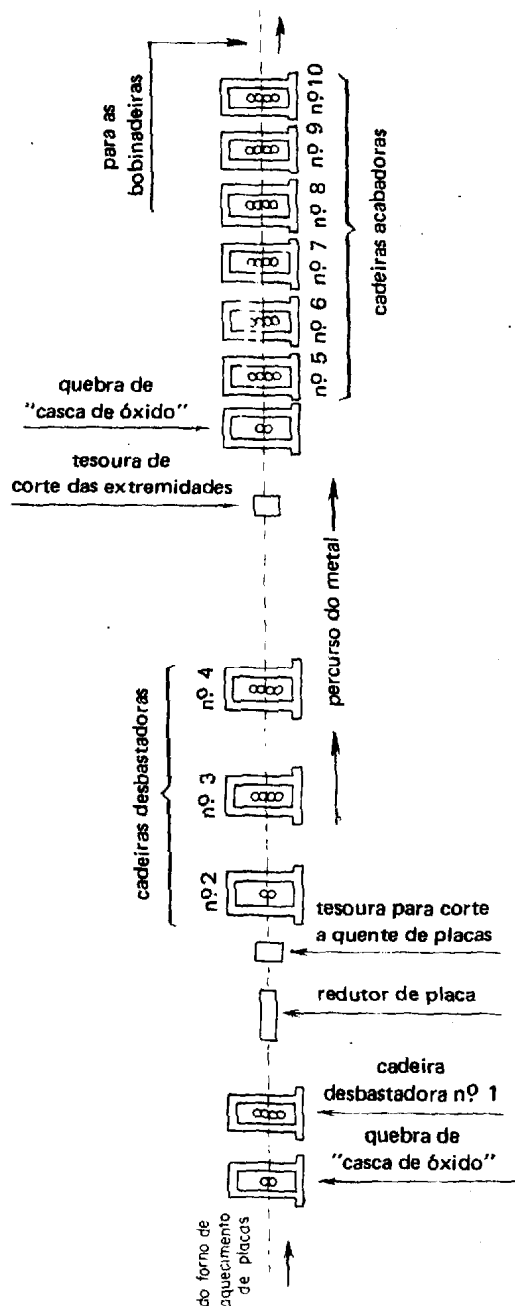 para as
bobinadeiras
nº 10
nº 9
nº 8
nº 7
nº 6
nº 5
cadeiras acabadoras
quebra de
"casca de óxido"
tesoura de
corte das extremidades
percurso do metal
cadeiras desbastadoras
nº 4
nº 3
nº 2
tesoura para corte
a quente de placas
redutor de placa
cadeira
desbastadora nº 1
quebra de
"casca de óxido"
do forno de
aquecimento
de placas